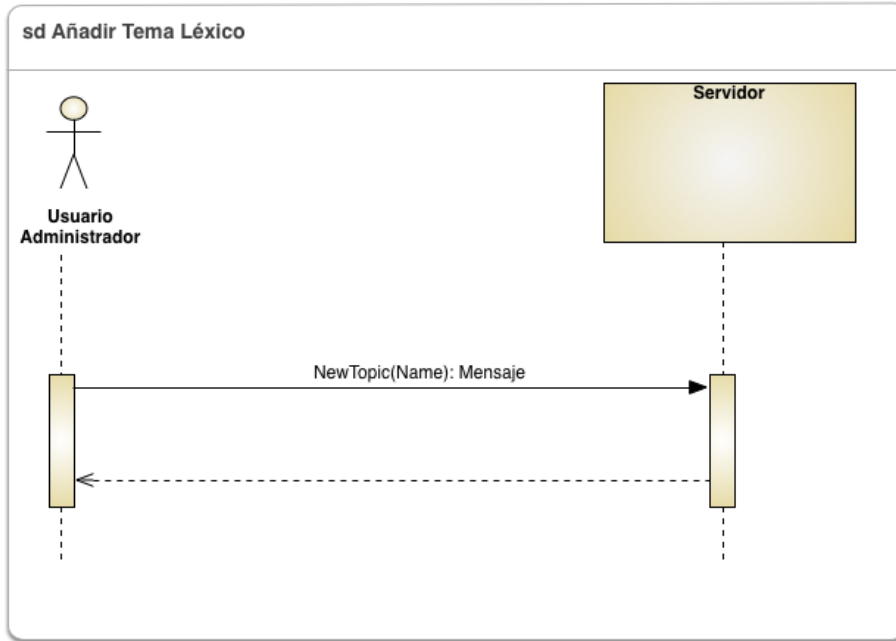 sd Añadir Tema Léxico
Servidor
Usuario
Administrador
NewTopic(Name): Mensaje